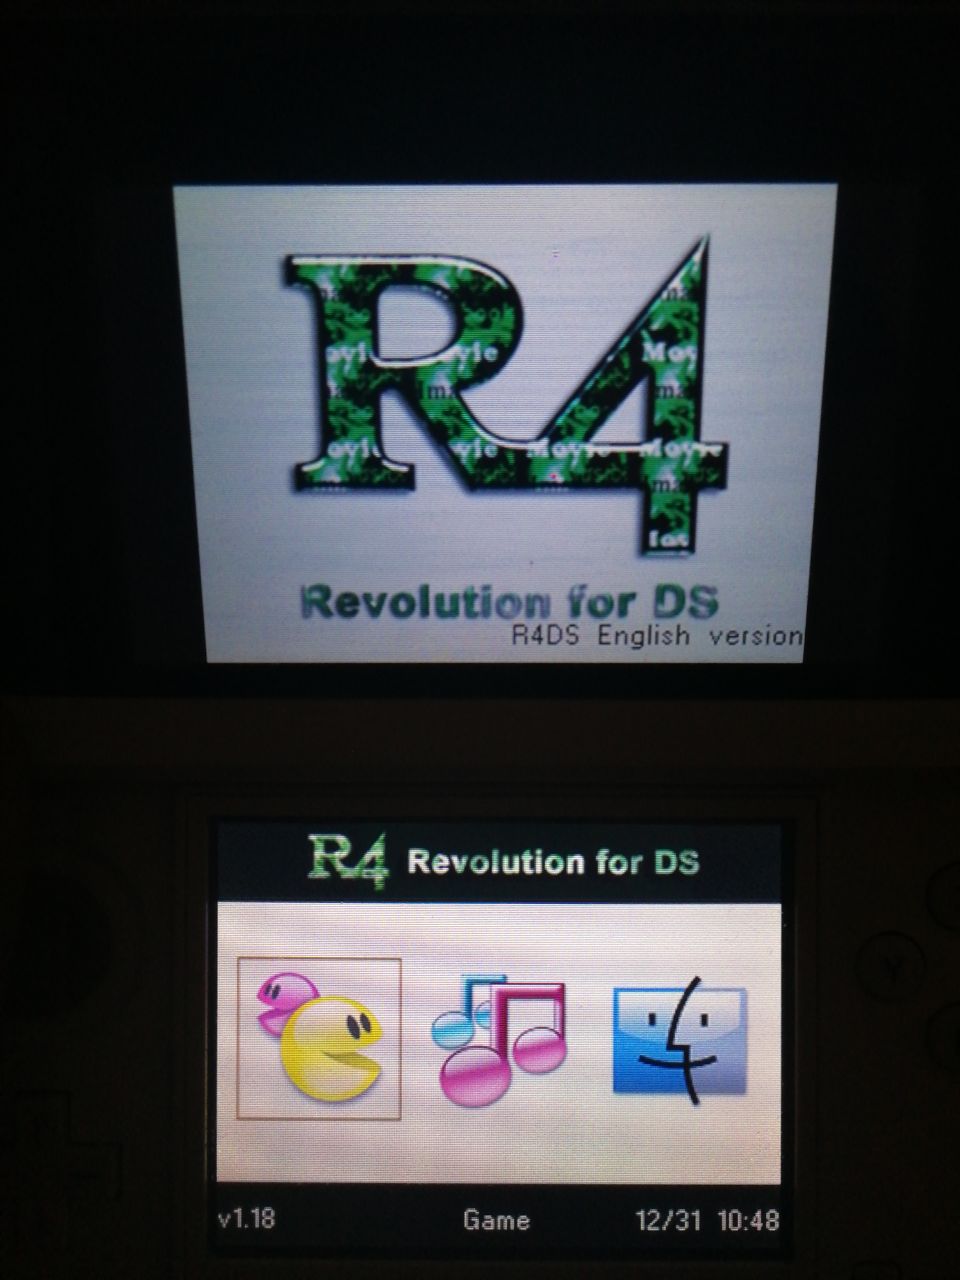 R4
Revolution for DS
R4DS English version
R4 Revolution for DS
v1.18 Game 12/31 10:48
Y